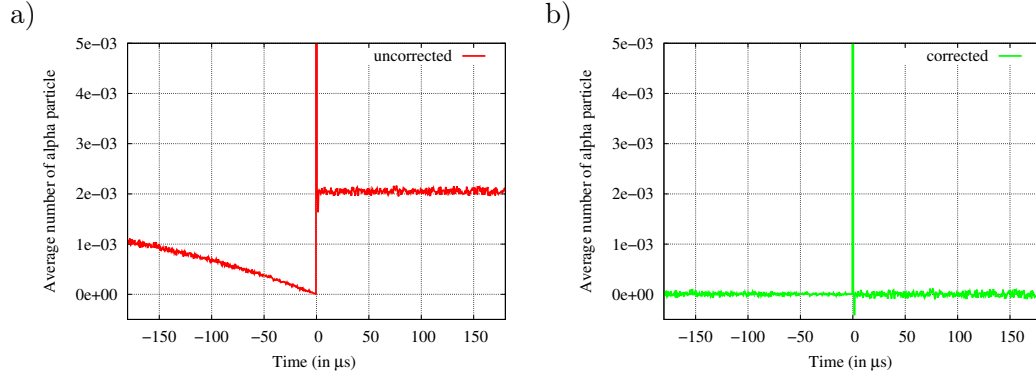 a)
Average number of alpha particle
5e−03
4e−03
3e−03
2e−03
1e−03
0e+00
uncorrected
−150 −100 −50 0 50 100 150
Time (in μs)
b)
Average number of alpha particle
5e−03
4e−03
3e−03
2e−03
1e−03
0e+00
corrected
−150 −100 −50 0 50 100 150
Time (in μs)